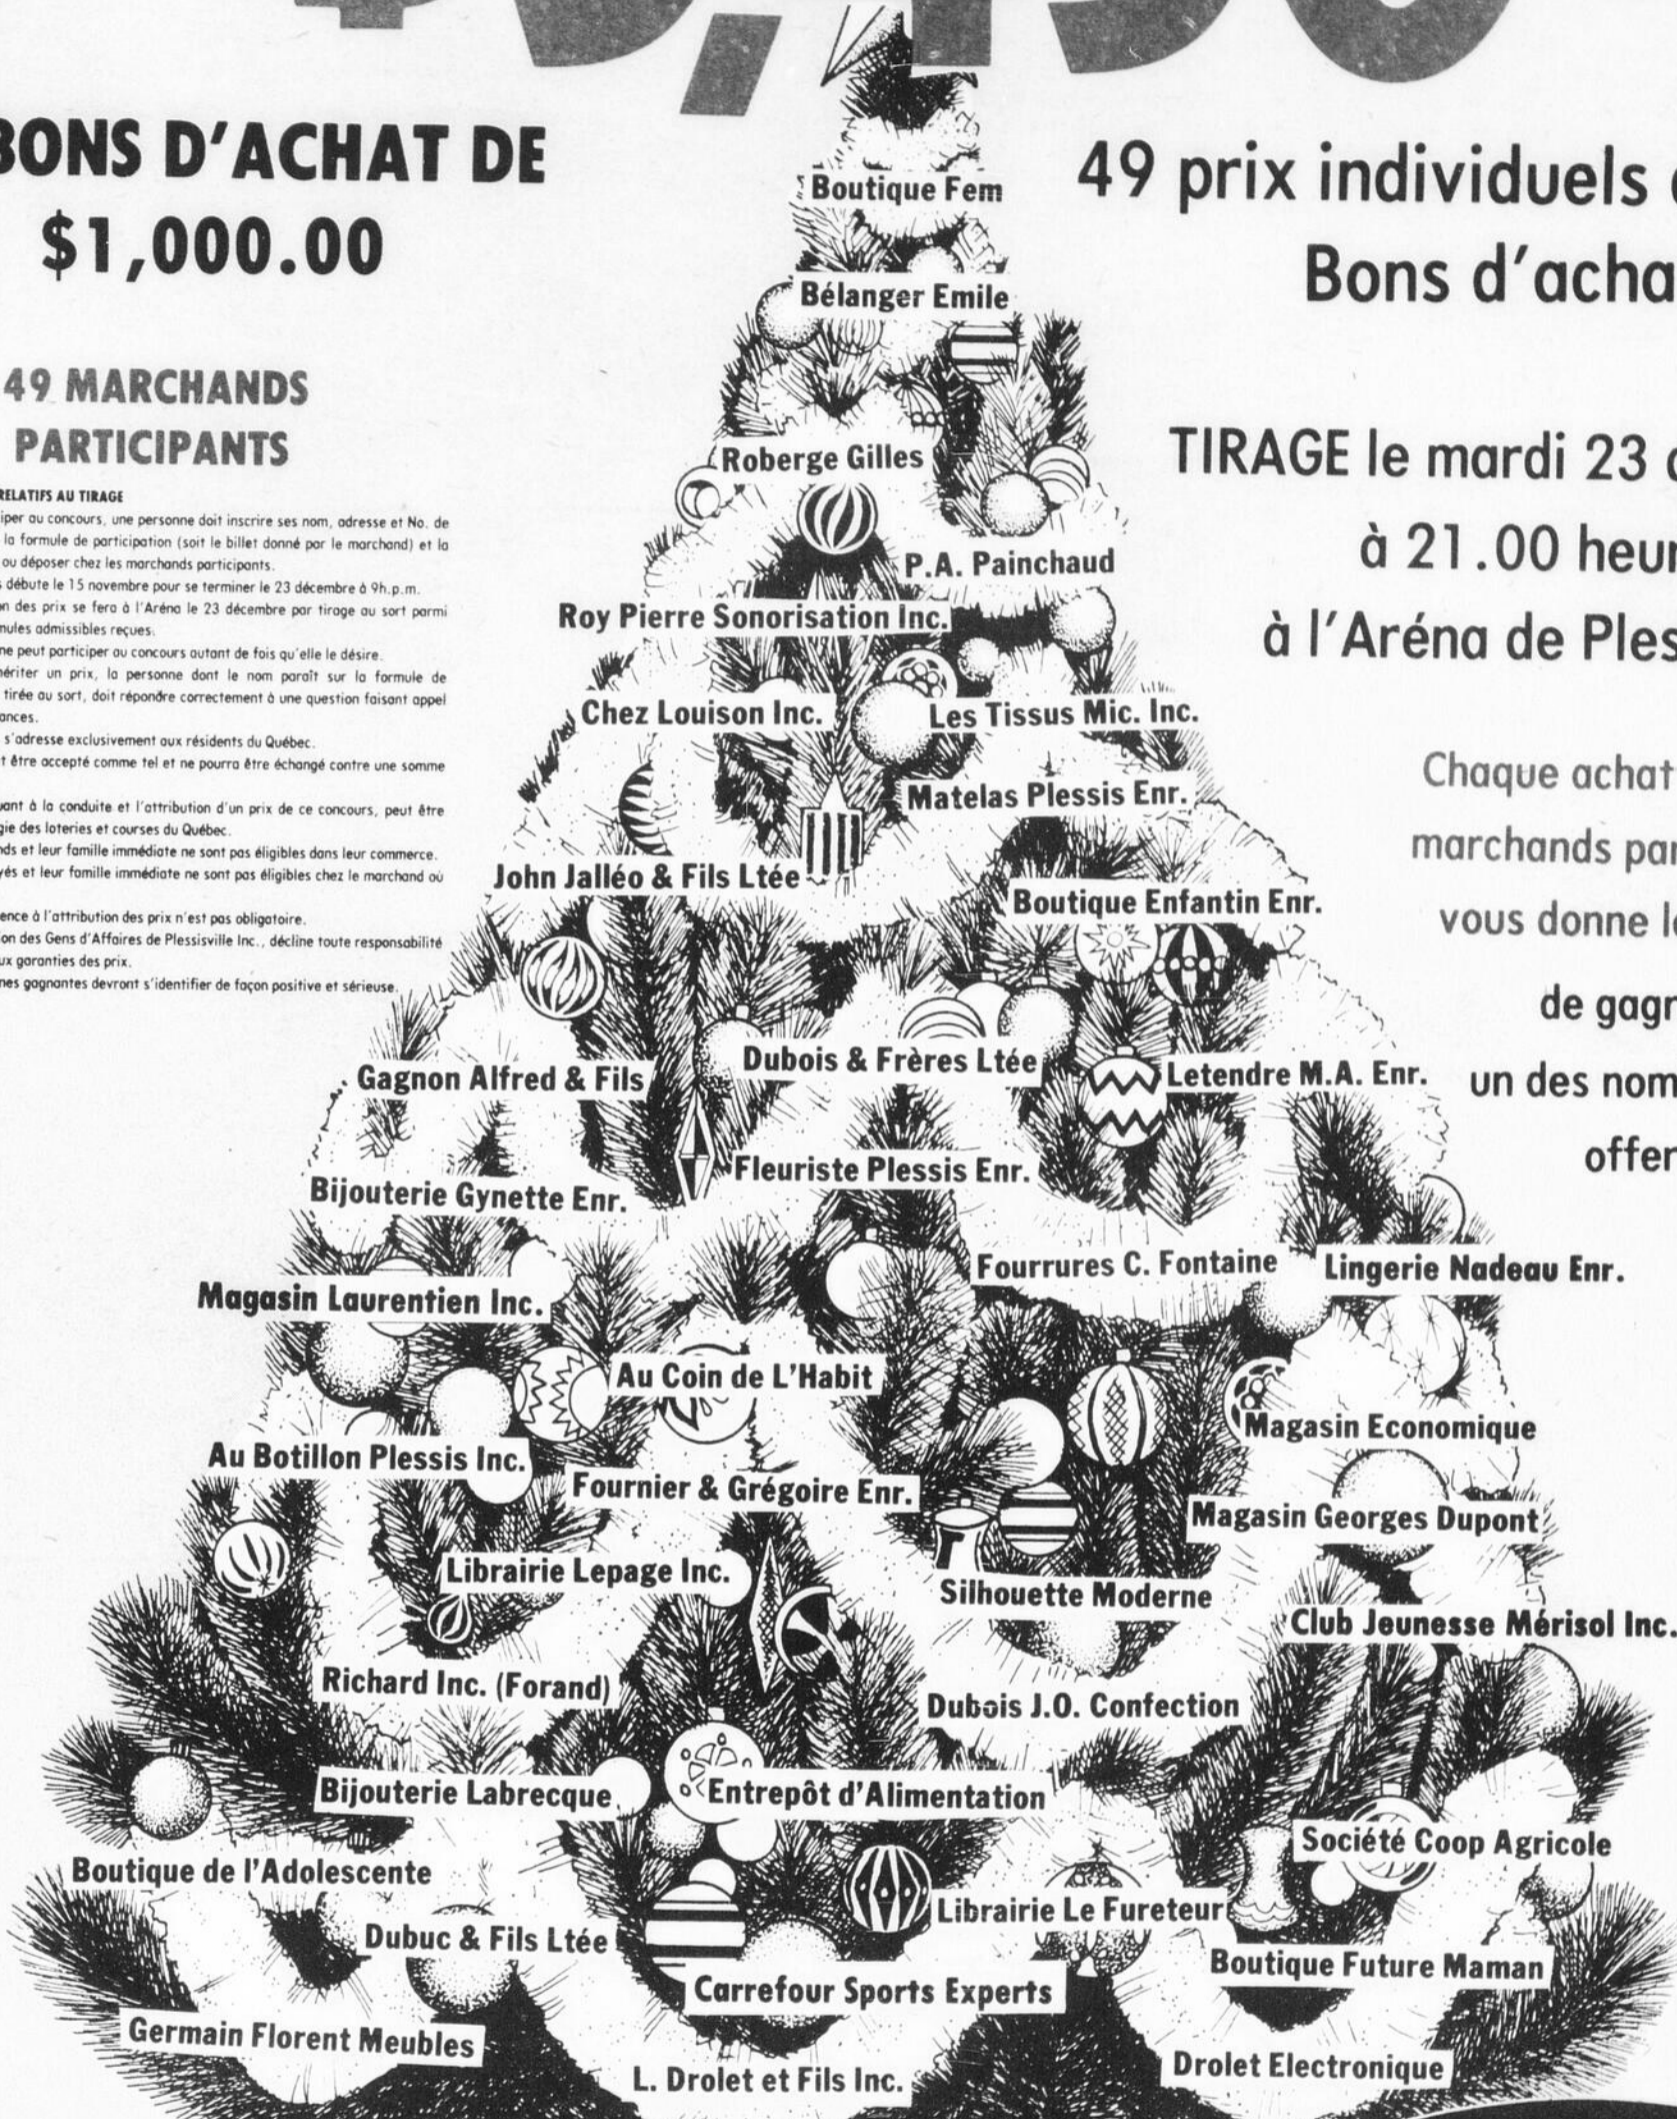 BONS D'ACHAT DE
$1,000.00
49 MARCHANDS
PARTICIPANTS
RELATIFS AU TIRAGE
au concours, une personne doit inscrire ses nom, adresse et No. de
la formule de participation (soit le billet donné par le marchand) et la
ou déposer chez les marchands participants.
débute le 15 novembre pour se terminer le 23 décembre à 9h.p.m.
des prix se fera à l'Aréna le 23 décembre par tirage au sort parmi
admissibles reçues.
ne peut participer au concours autant de fois qu'elle le désire.
un prix, la personne dont le nom paraît sur la formule de
tirée au sort, doit répondre correctement à une question faisant appel
s'adresse exclusivement aux résidents du Québec.
être accepté comme tel et ne pourra être échangé contre une somme
à la conduite et l'attribution d'un prix de ce concours, peut être
des loteries et courses du Québec.
et leur famille immédiate ne sont pas éligibles dans leur commerce.
et leur famille immédiate ne sont pas éligibles chez le marchand où
à l'attribution des prix n'est pas obligatoire.
des Gens d'Affaires de Plessisville Inc., décline toute responsabilité
garanties des prix.
gagnantes devront s'identifier de façon positive et sérieuse.
49 prix individuels
Bons d'acha
TIRAGE le mardi 23
à 21.00 heur
à l'Aréna de Ples
Chaque achat
marchands par
vous donne l
de gagn
un des nom
offer
Boutique Fem
Bélanger Emile
Roberge Gilles
P.A. Painchaud
Roy Pierre Sonorisation Inc.
Chez Louison Inc.
Les Tissus Mic. Inc.
Matelas Plessis Enr.
John Jalléo & Fils Ltée
Boutique Enfantin Enr.
Gagnon Alfred & Fils
Dubois & Frères Ltée
Letendre M.A. Enr.
Fleuriste Plessis Enr.
Bijouterie Gynette Enr.
Fourrures C. Fontaine
Lingerie Nadeau Enr.
Magasin Laurentien Inc.
Au Coin de L'Habit
Magasin Economique
Au Botillon Plessis Inc.
Fournier & Grégoire Enr.
Magasin Georges Dupont
Librairie Lepage Inc.
Silhouette Moderne
Club Jeunesse Mérisol Inc.
Richard Inc. (Forand)
Dubois J.O. Confection
Bijouterie Labrecque
Entrepôt d'Alimentation
Société Coop Agricole
Boutique de l'Adolescente
Librairie Le Fureteur
Dubuc & Fils Ltée
Boutique Future Maman
Carrefour Sports Experts
Germain Florent Meubles
Drolet Electronique
L. Drolet et Fils Inc.